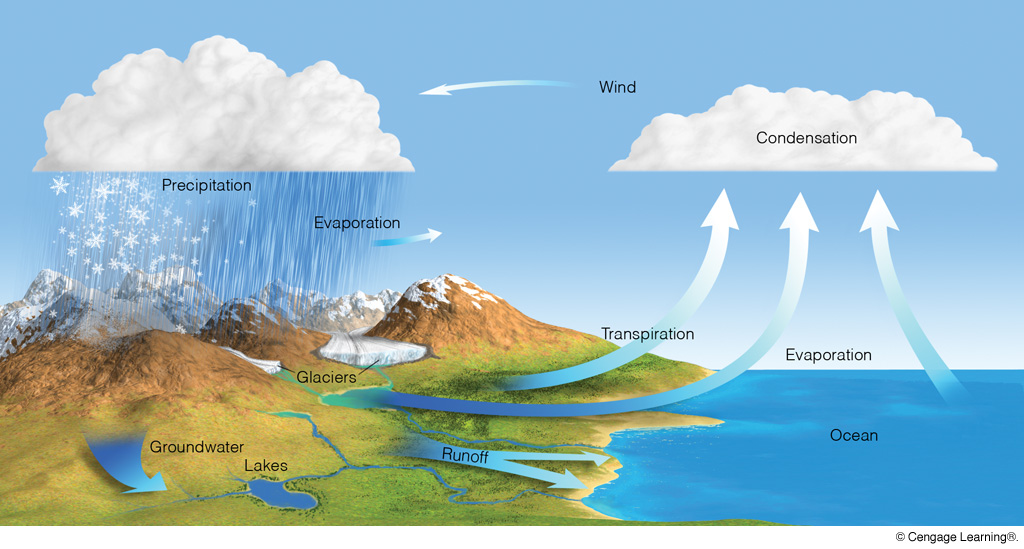 Wind
Condensation
Precipitation
Evaporation
Transpiration
Evaporation
Glaciers
Ocean
Groundwater
Runoff
Lakes
© Cengage Learning®.